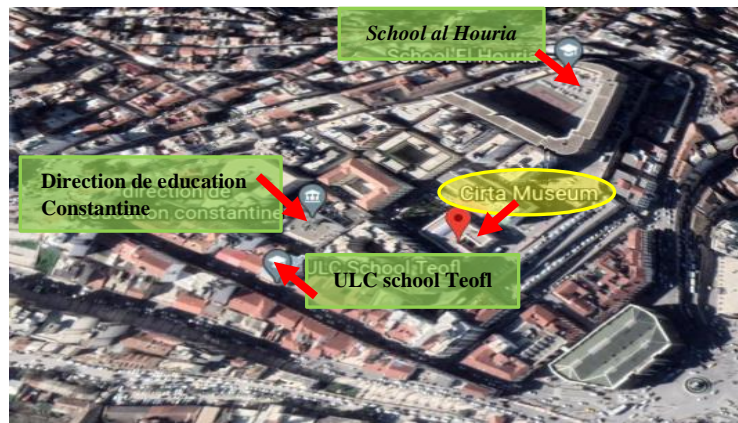 School al Houria
School El Houria
Direction de education
Constantine
direction de
education constantine
Cirta Museum
ULC School Teofl
ULC school Teofl